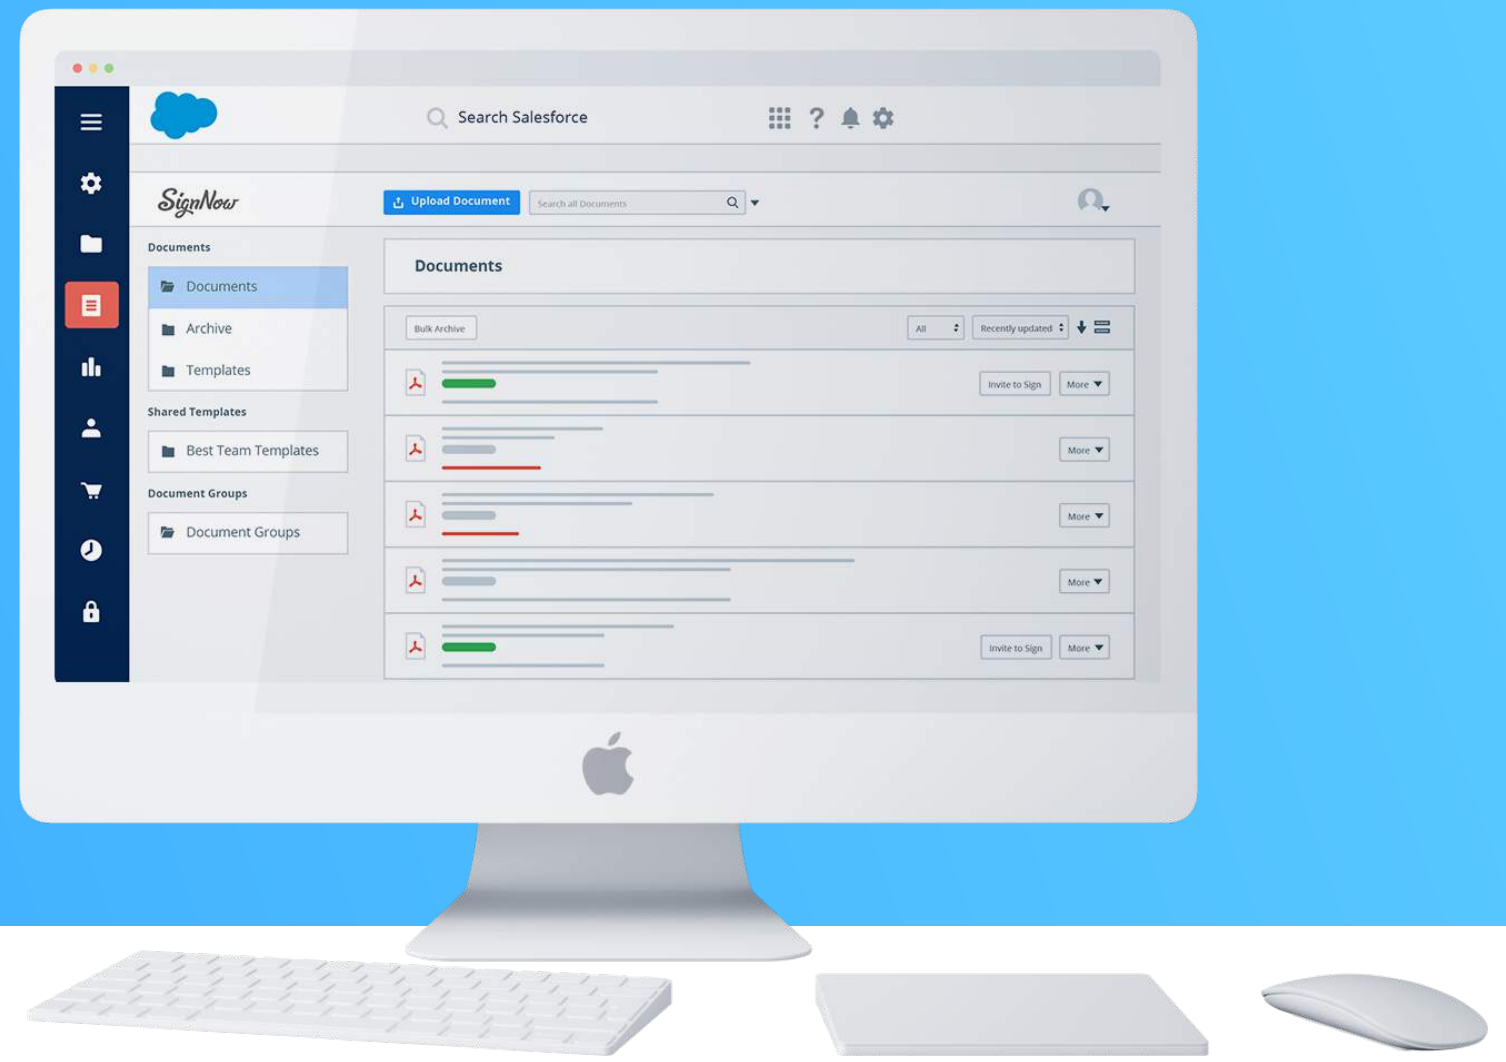 Search Salesforce
?
SignNow
Upload Document
Search all Documents
Documents
Documents
Archive
Templates
Shared Templates
Best Team Templates
Document Groups
Document Groups
Documents
Bulk Archive
All
Recently updated
Invite to Sign
More
More
More
More
Invite to Sign
More